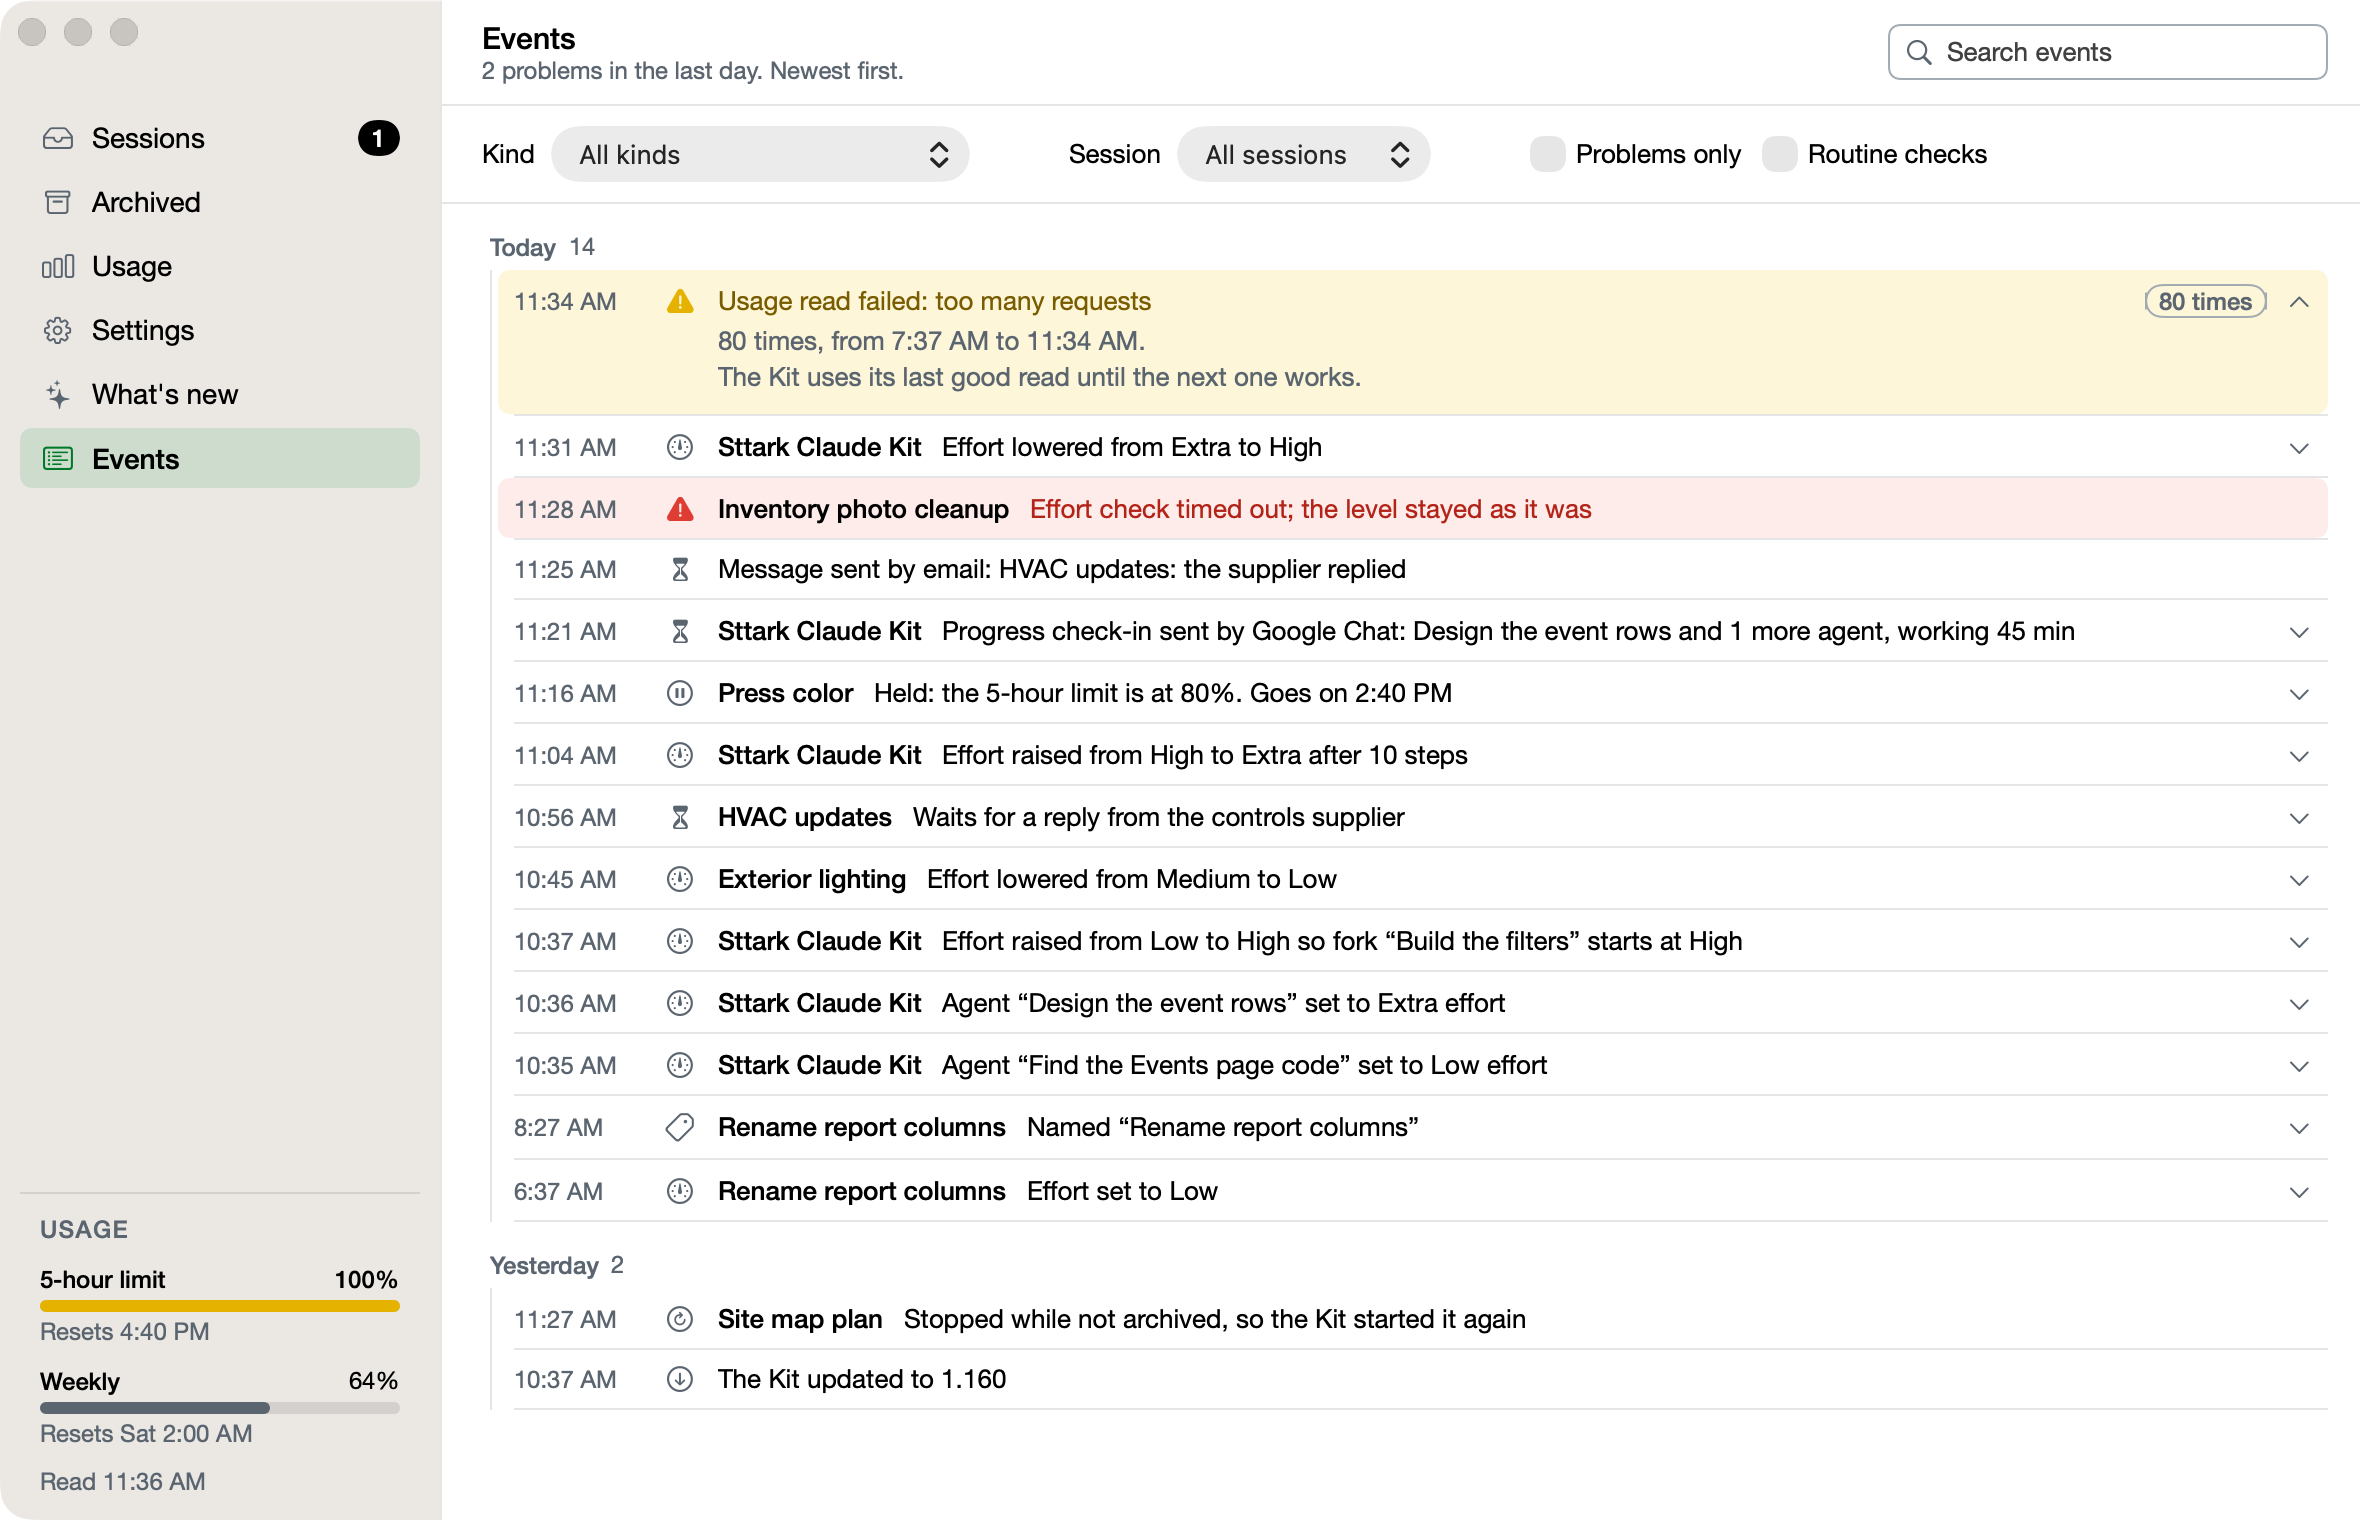 Sessions 1
Archived
Usage
Settings
What's new
Events
USAGE
5-hour limit 100%
Resets 4:40 PM
Weekly 64%
Resets Sat 2:00 AM
Read 11:36 AM
Events
2 problems in the last day. Newest first.
Search events
Kind All kinds Session All sessions Problems only Routine checks
Today 14
11:34 AM Usage read failed: too many requests 80 times
80 times, from 7:37 AM to 11:34 AM.
The Kit uses its last good read until the next one works.
11:31 AM Sttark Claude Kit Effort lowered from Extra to High
11:28 AM Inventory photo cleanup Effort check timed out; the level stayed as it was
11:25 AM Message sent by email: HVAC updates: the supplier replied
11:21 AM Sttark Claude Kit Progress check-in sent by Google Chat: Design the event rows and 1 more agent, working 45 min
11:16 AM Press color Held: the 5-hour limit is at 80%. Goes on 2:40 PM
11:04 AM Sttark Claude Kit Effort raised from High to Extra after 10 steps
10:56 AM HVAC updates Waits for a reply from the controls supplier
10:45 AM Exterior lighting Effort lowered from Medium to Low
10:37 AM Sttark Claude Kit Effort raised from Low to High so fork “Build the filters” starts at High
10:36 AM Sttark Claude Kit Agent “Design the event rows” set to Extra effort
10:35 AM Sttark Claude Kit Agent “Find the Events page code” set to Low effort
8:27 AM Rename report columns Named “Rename report columns”
6:37 AM Rename report columns Effort set to Low
Yesterday 2
11:27 AM Site map plan Stopped while not archived, so the Kit started it again
10:37 AM The Kit updated to 1.160